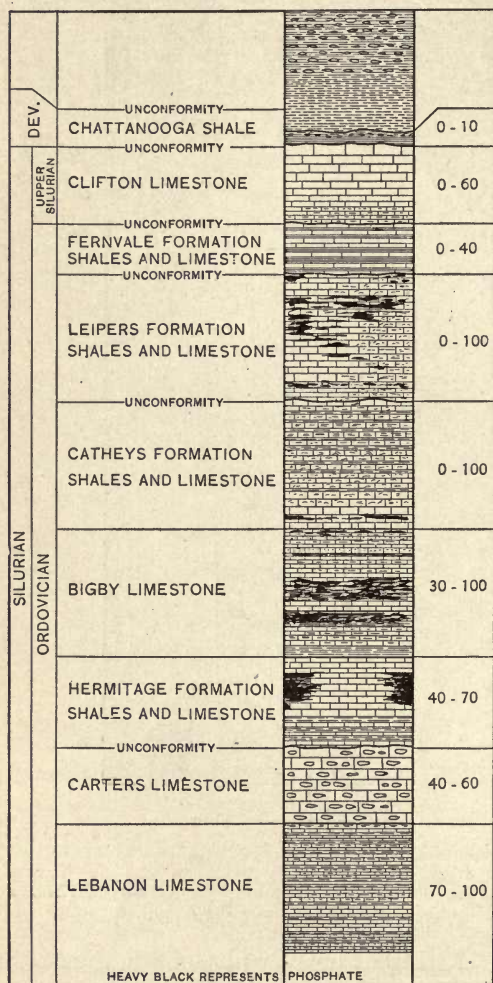 UNCONFORMITY
DEV.
CHATTANOOGA SHALE
0-10
UNCONFORMITY
UPPER
SILURIAN
CLIFTON LIMESTONE
0-60
UNCONFORMITY
FERNVALE FORMATION
SHALES AND LIMESTONE
0-40
UNCONFORMITY
LEIPERS FORMATION
SHALES AND LIMESTONE
0-100
UNCONFORMITY
CATHEYS FORMATION
SHALES AND LIMESTONE
0-100
SILURIAN
ORDOVICIAN
BIGBY LIMESTONE
30-100
HERMITAGE FORMATION
SHALES AND LIMESTONE
40-70
UNCONFORMITY
CARTERS LIMESTONE
40-60
LEBANON LIMESTONE
70-100
HEAVY BLACK REPRESENTS PHOSPHATE